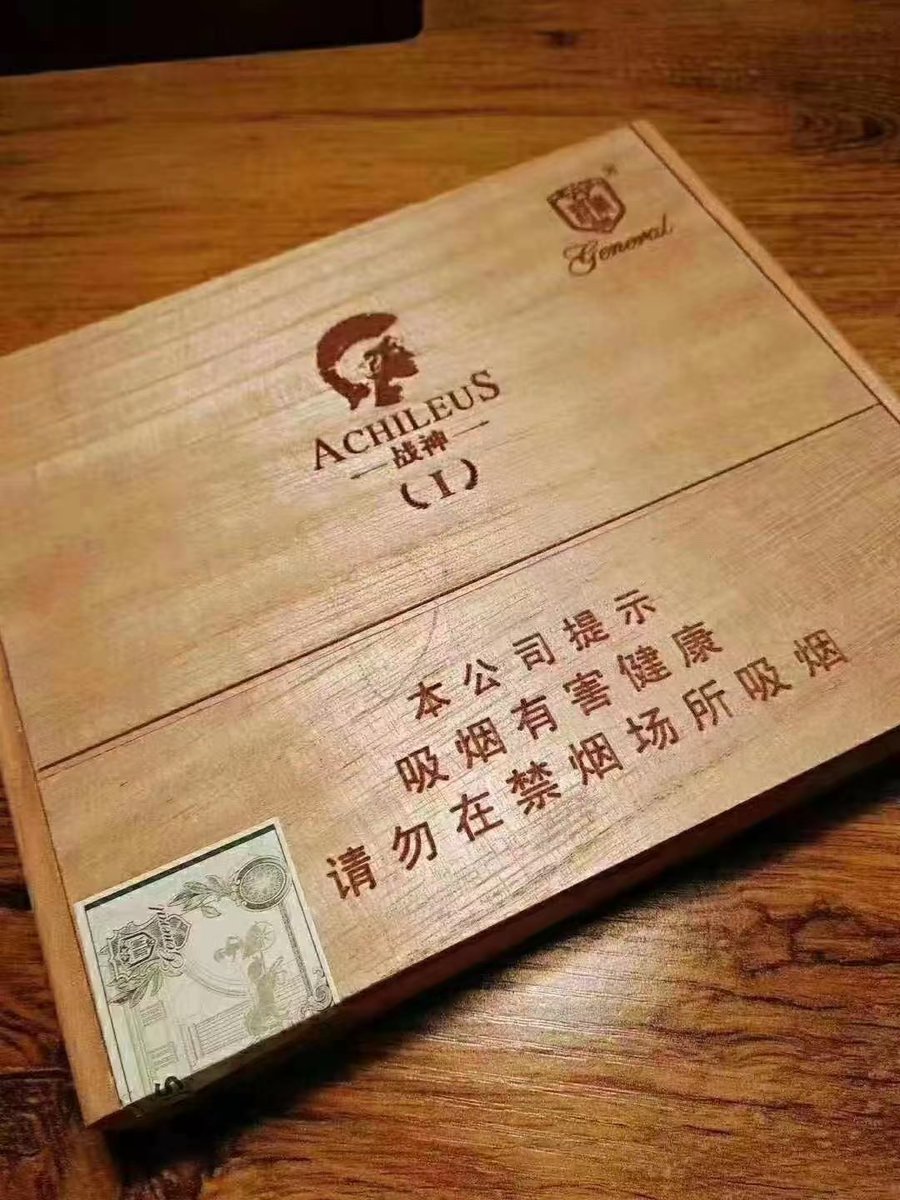 General
ACHILEUS
战神
(I)
本公司提示
吸烟有害健康
请勿在禁烟场所吸烟
General